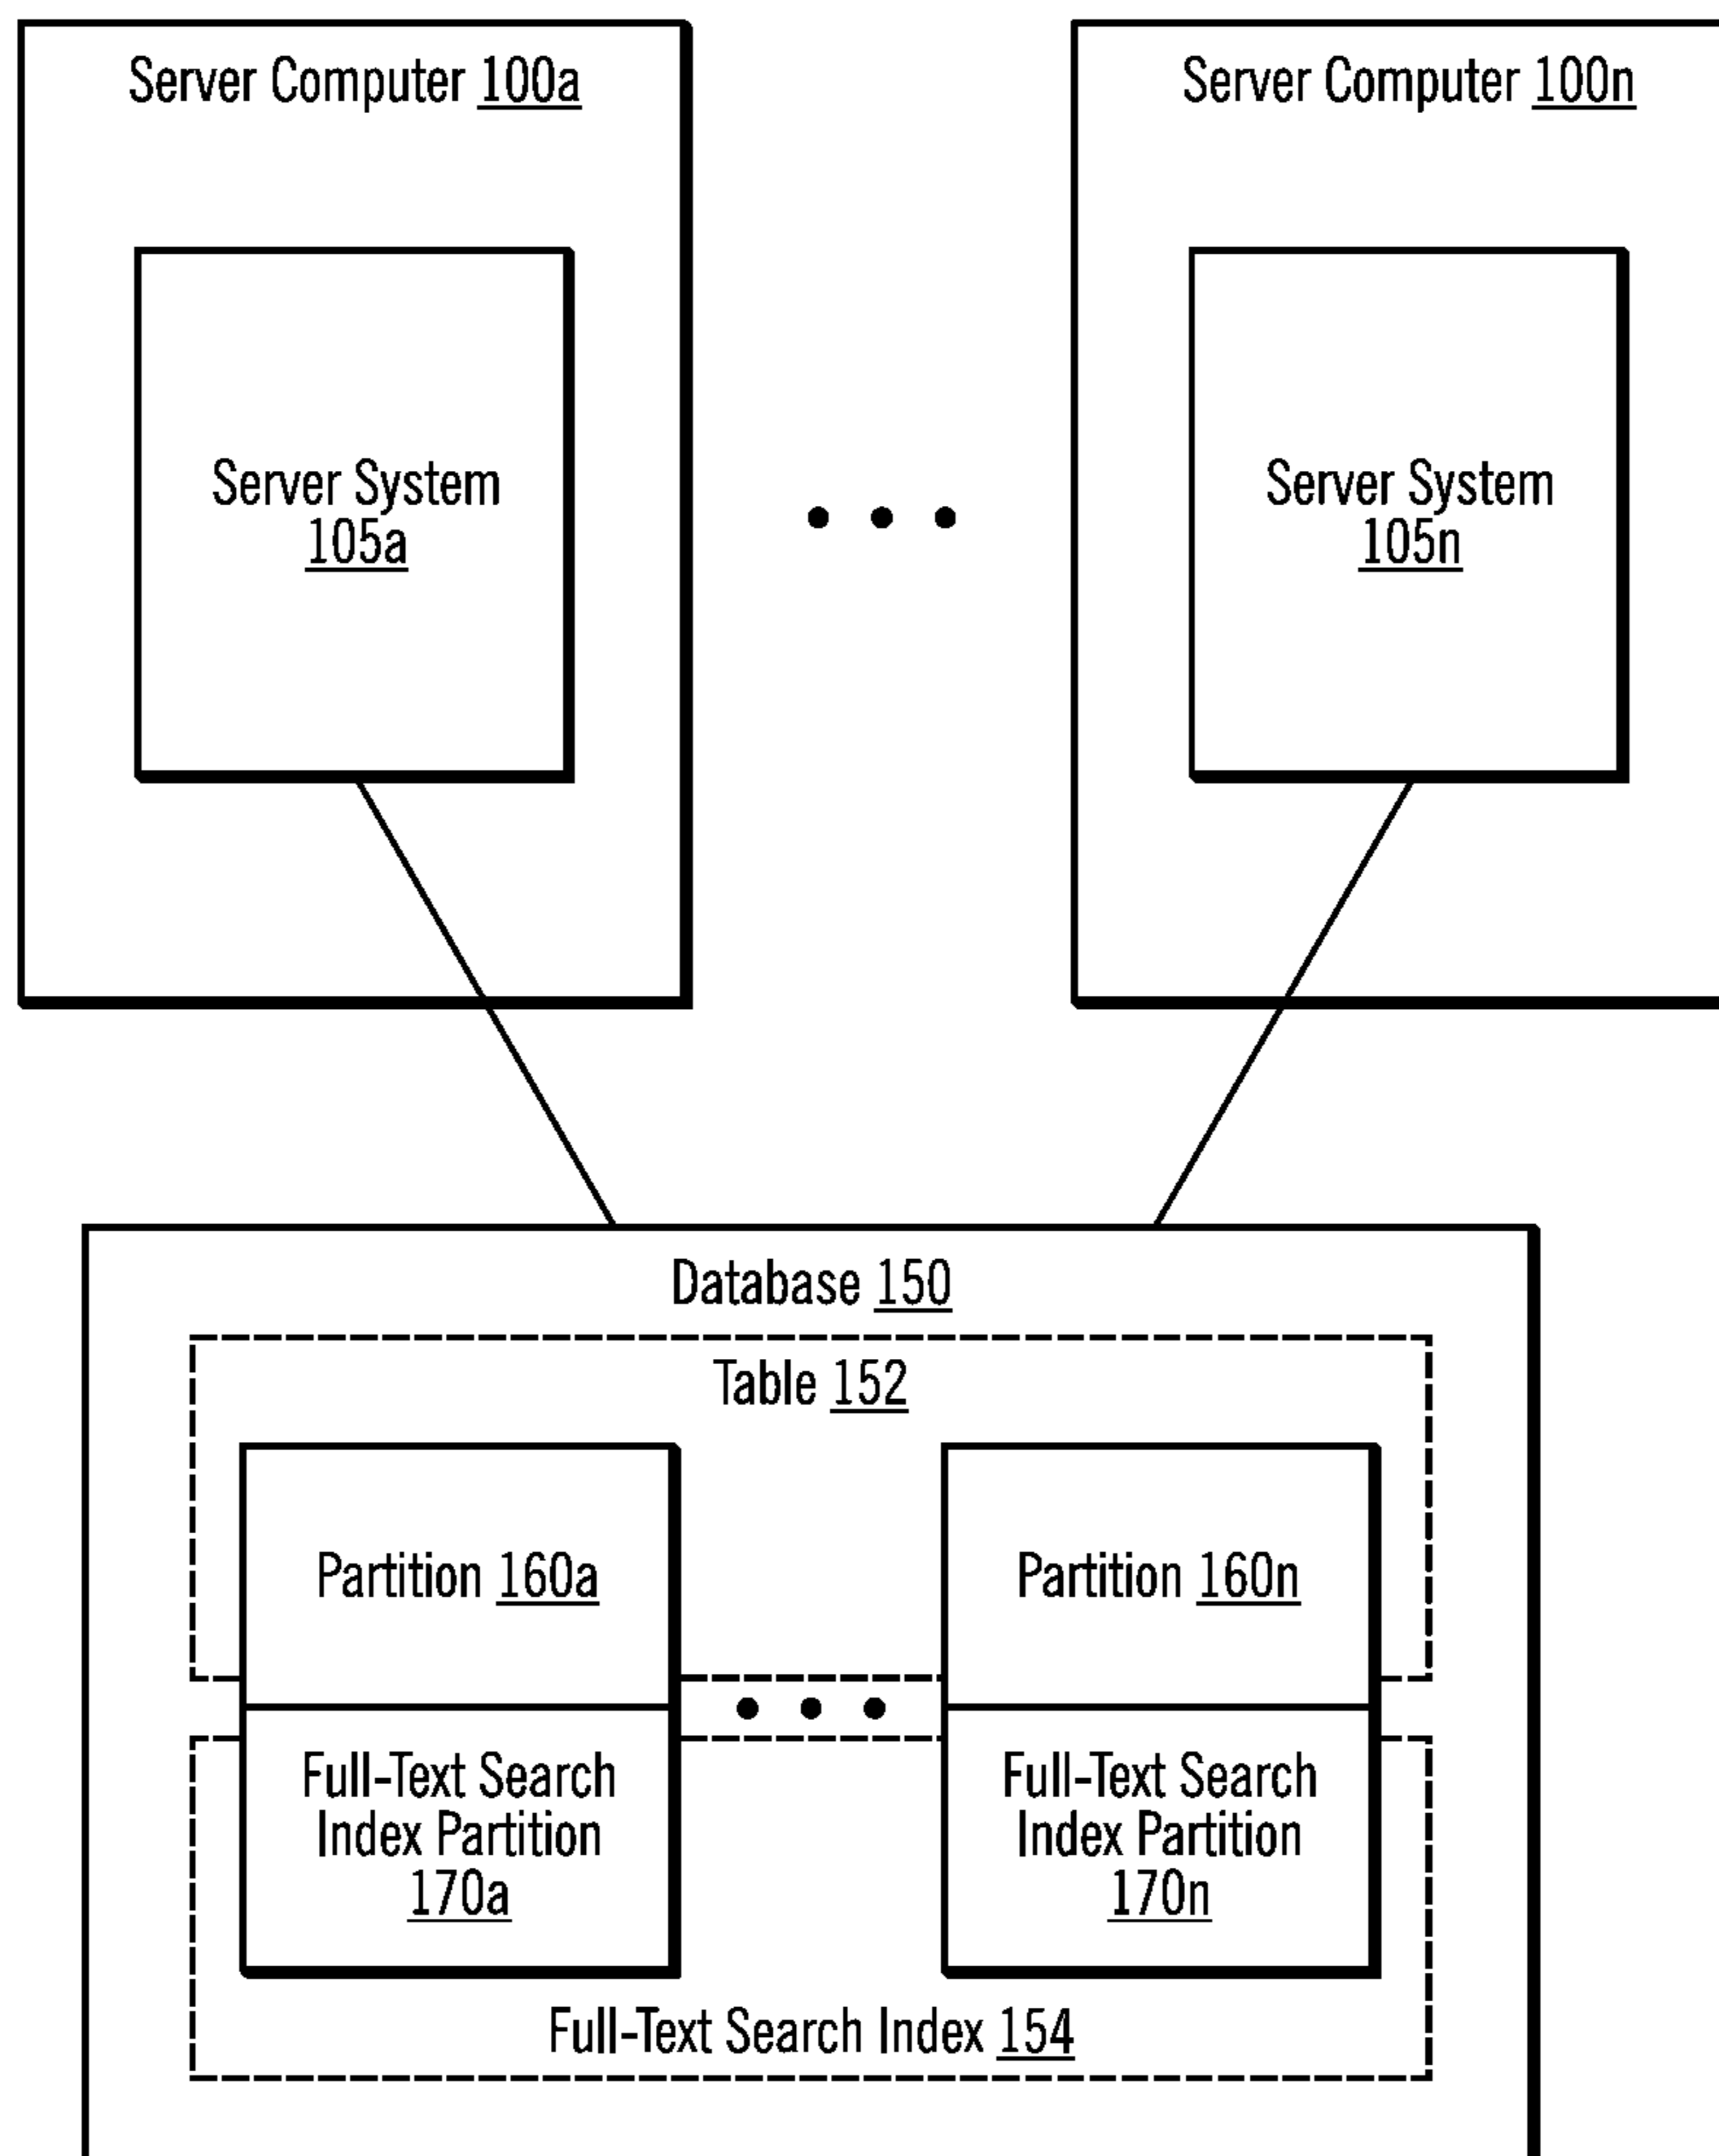 Server Computer 100a
Server Computer 100n
Server System
105a
Server System
105n
Database 150
Table 152
Partition 160a
Partition 160n
Full-Text Search
Index Partition
170a
Full-Text Search
Index Partition
170n
Full-Text Search Index 154